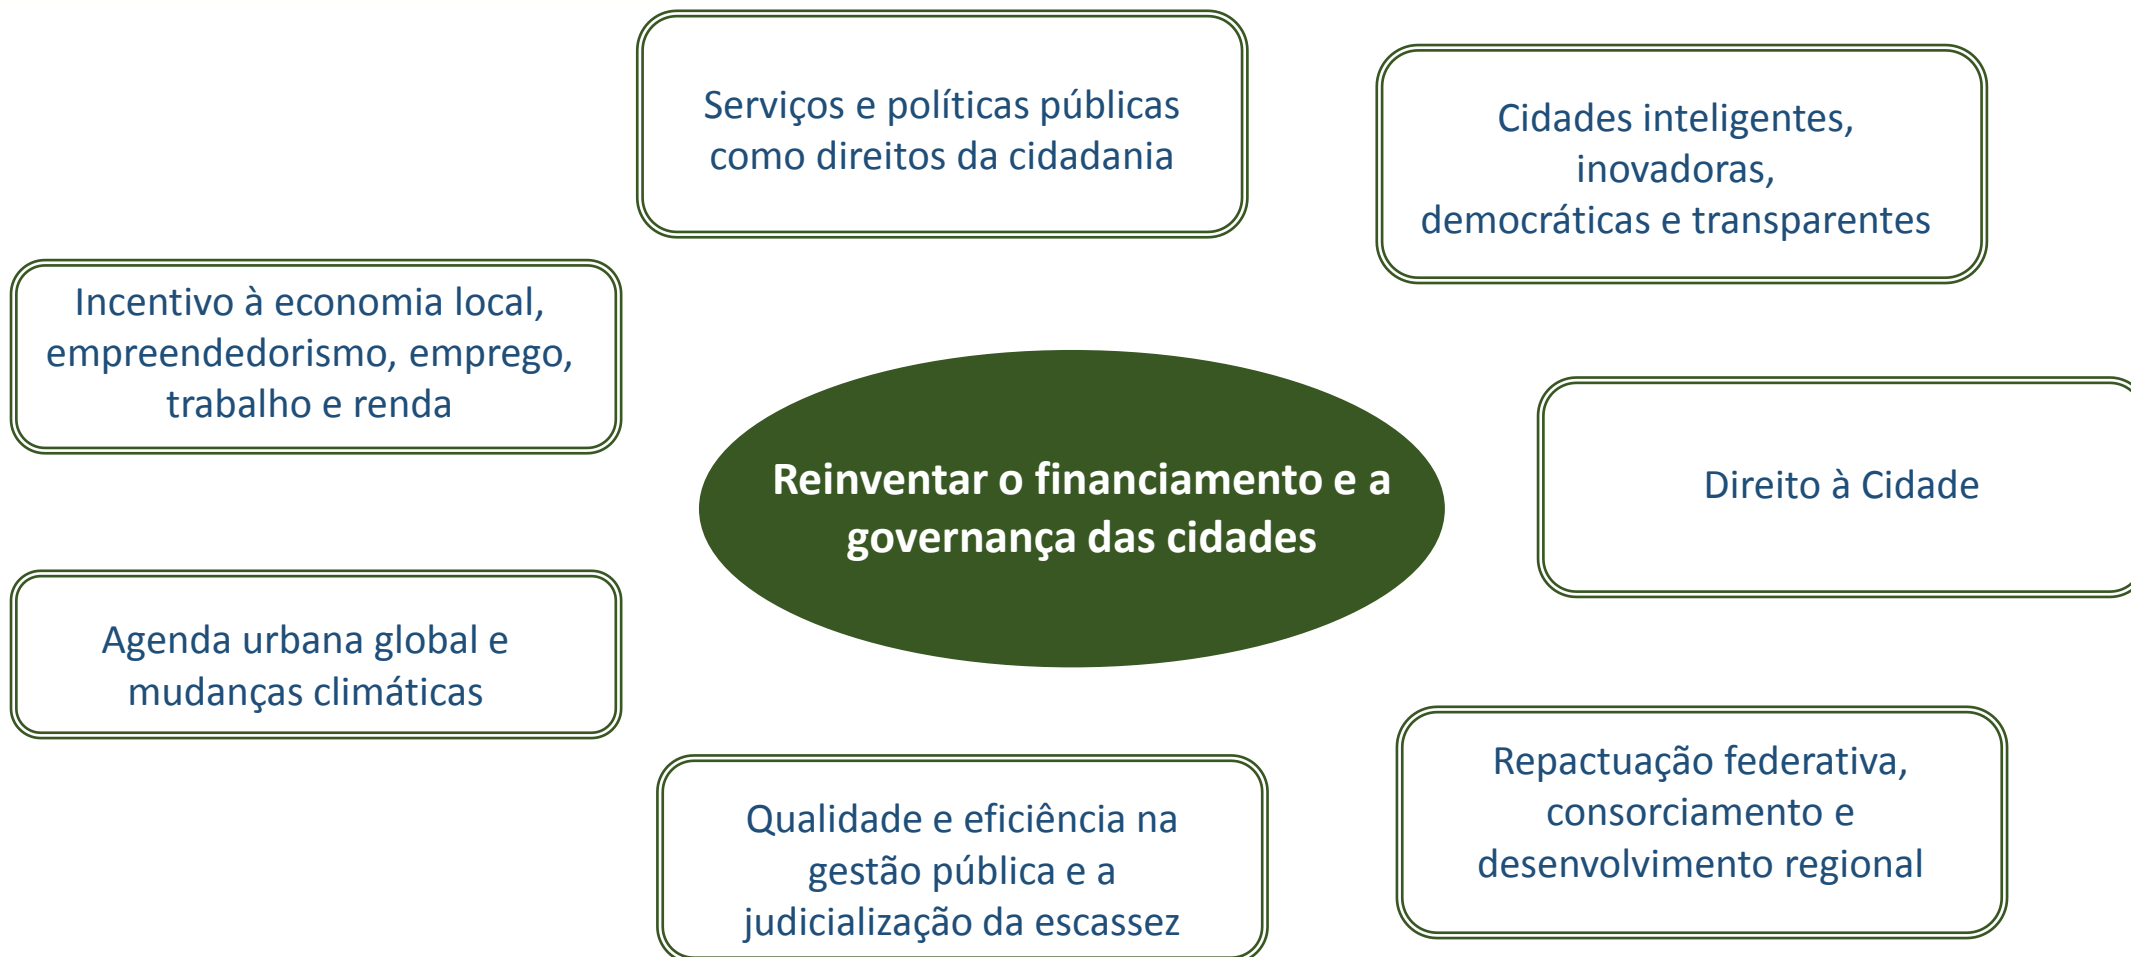 Serviços e políticas públicas
como direitos da cidadania
Cidades inteligentes,
inovadoras,
democráticas e transparentes
Incentivo à economia local,
empreendedorismo, emprego,
trabalho e renda
Reinventar o financiamento e a
governança das cidades
Direito à Cidade
Agenda urbana global e
mudanças climáticas
Qualidade e eficiência na
gestão pública e a
judicialização da escassez
Repactuação federativa,
consorciamento e
desenvolvimento regional